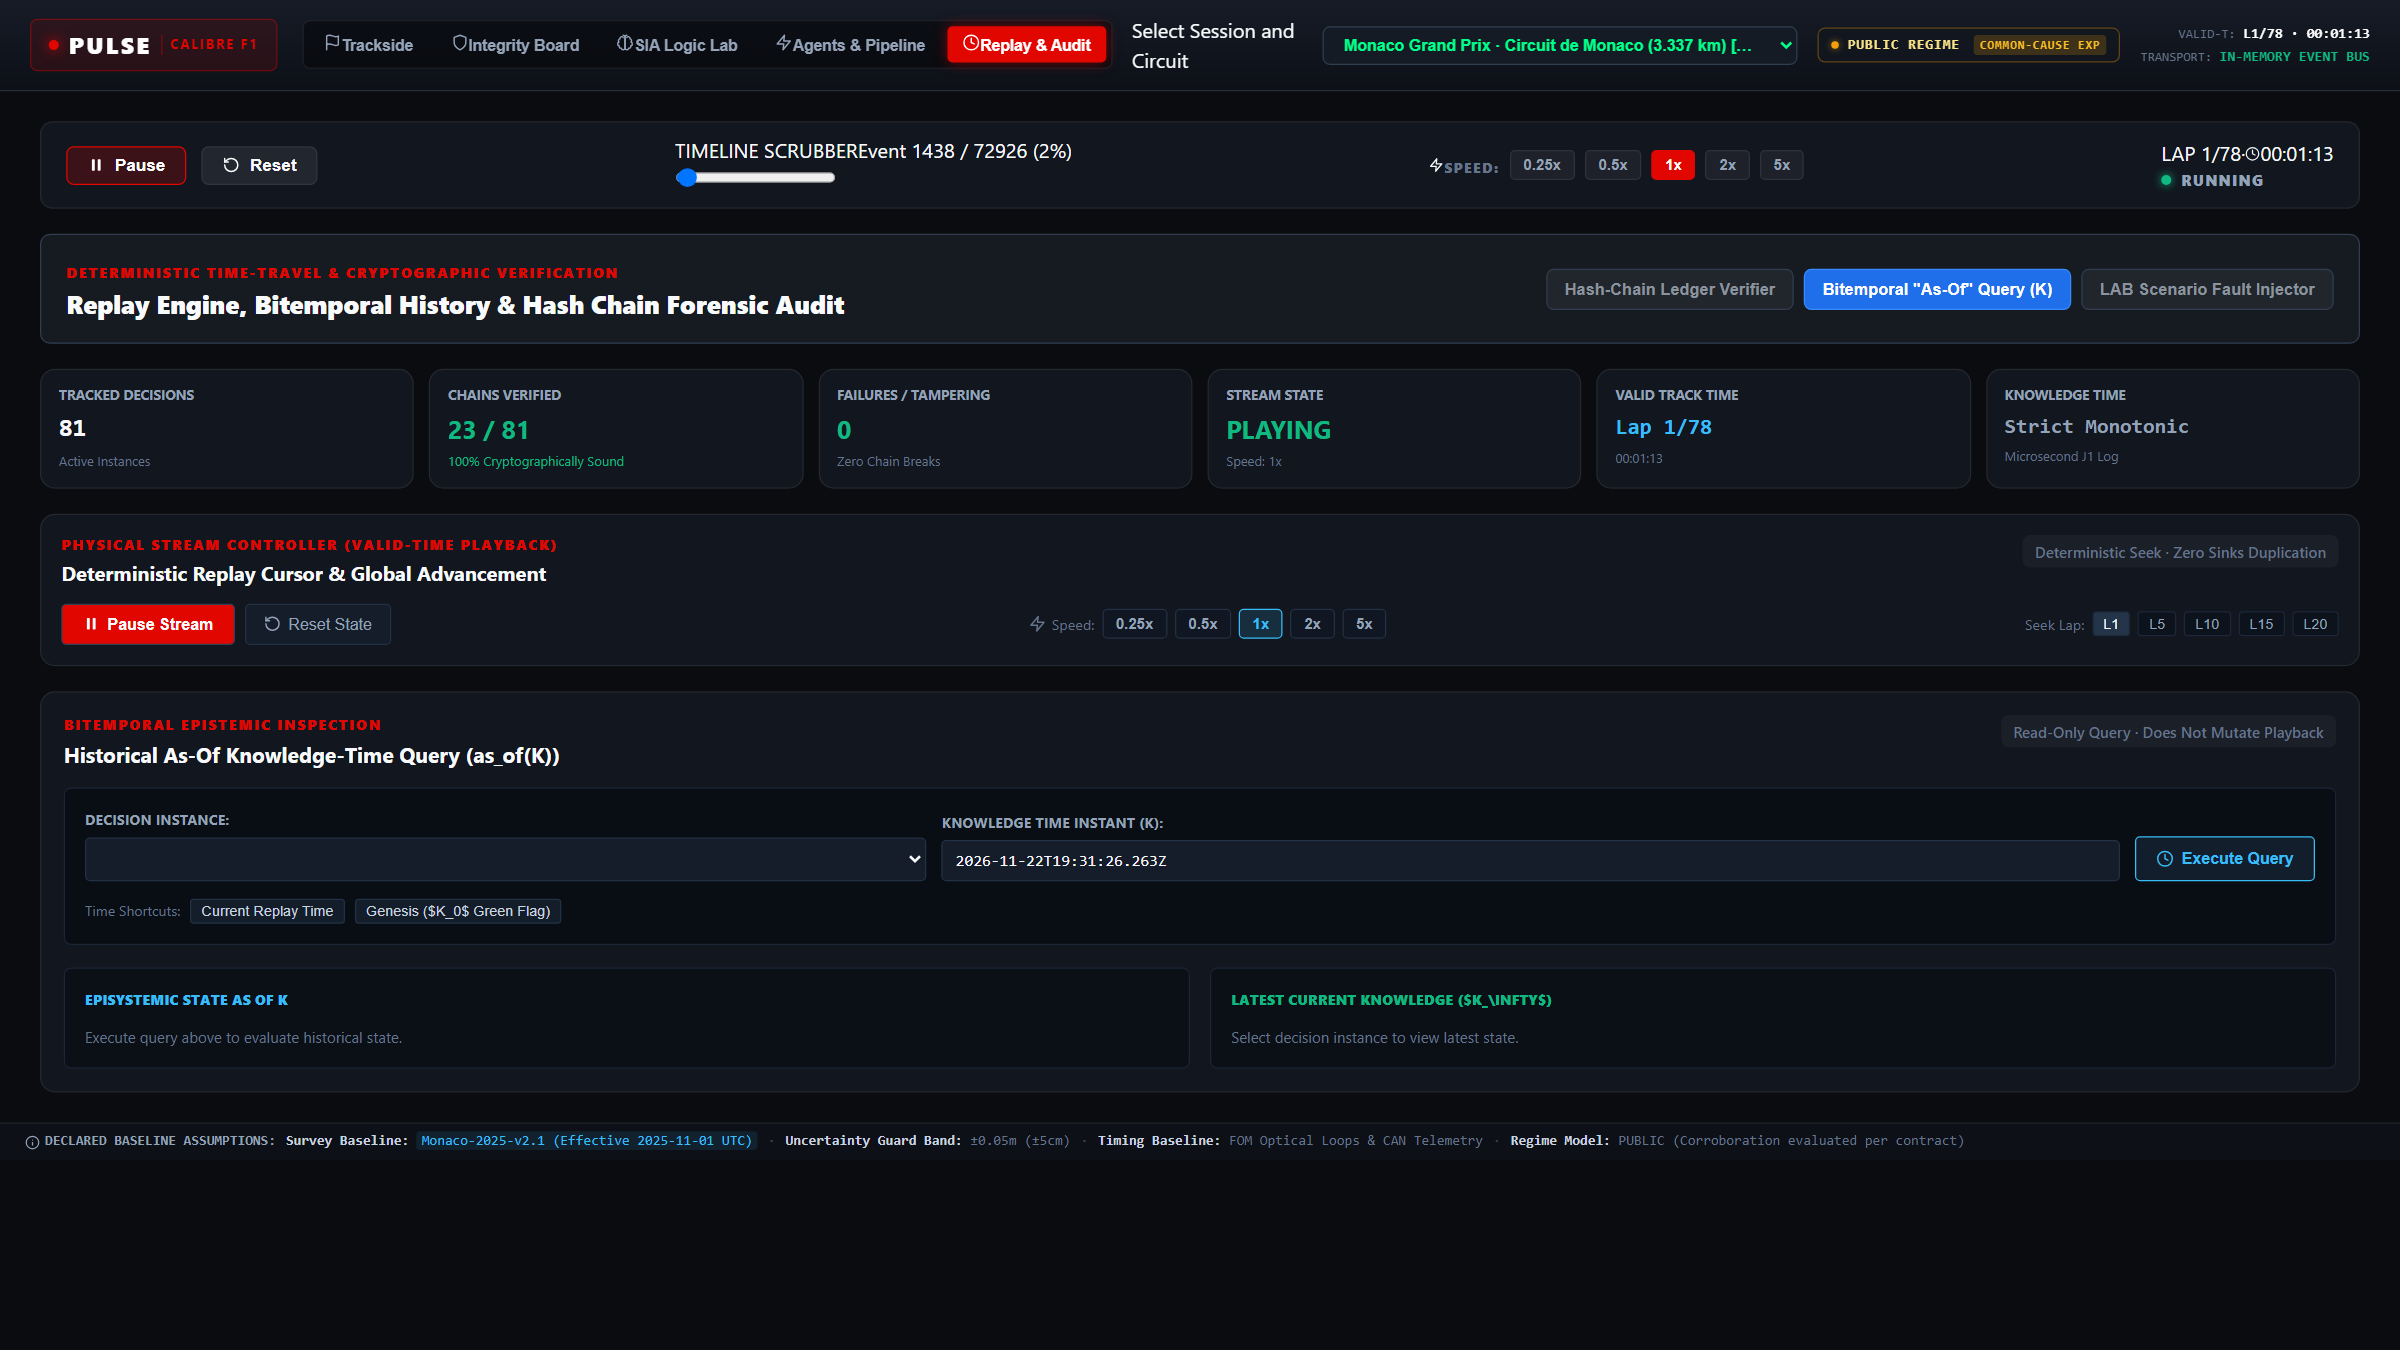 PULSE CALIBRE F1
Trackside
Integrity Board
SIA Logic Lab
Agents & Pipeline
Replay & Audit
Select Session and
Circuit
Monaco Grand Prix · Circuit de Monaco (3.337 km) [...
PUBLIC REGIME COMMON-CAUSE EXP
VALID-T: L1/78 • 00:01:13
TRANSPORT: IN-MEMORY EVENT BUS
Pause
Reset
TIMELINE SCRUBBEREvent 1438 / 72926 (2%)
SPEED: 0.25x 0.5x 1x 2x 5x
LAP 1/78·00:01:13
RUNNING
DETERMINISTIC TIME-TRAVEL & CRYPTOGRAPHIC VERIFICATION
Replay Engine, Bitemporal History & Hash Chain Forensic Audit
Hash-Chain Ledger Verifier
Bitemporal "As-Of" Query (K)
LAB Scenario Fault Injector
TRACKED DECISIONS
81
Active Instances
CHAINS VERIFIED
23 / 81
100% Cryptographically Sound
FAILURES / TAMPERING
0
Zero Chain Breaks
STREAM STATE
PLAYING
Speed: 1x
VALID TRACK TIME
Lap 1/78
00:01:13
KNOWLEDGE TIME
Strict Monotonic
Microsecond J1 Log
PHYSICAL STREAM CONTROLLER (VALID-TIME PLAYBACK)
Deterministic Replay Cursor & Global Advancement
Deterministic Seek · Zero Sinks Duplication
Pause Stream
Reset State
Speed: 0.25x 0.5x 1x 2x 5x
Seek Lap: L1 L5 L10 L15 L20
BITEMPORAL EPISTEMIC INSPECTION
Historical As-Of Knowledge-Time Query (as_of(K))
Read-Only Query · Does Not Mutate Playback
DECISION INSTANCE:
KNOWLEDGE TIME INSTANT (K):
2026-11-22T19:31:26.263Z
Execute Query
Time Shortcuts: Current Replay Time Genesis ($K_0$ Green Flag)
EPISYSTEMIC STATE AS OF K
Execute query above to evaluate historical state.
LATEST CURRENT KNOWLEDGE ($K_\INFTY$)
Select decision instance to view latest state.
DECLARED BASELINE ASSUMPTIONS: Survey Baseline: Monaco-2025-v2.1 (Effective 2025-11-01 UTC) · Uncertainty Guard Band: ±0.05m (±5cm) · Timing Baseline: FOM Optical Loops & CAN Telemetry · Regime Model: PUBLIC (Corroboration evaluated per contract)